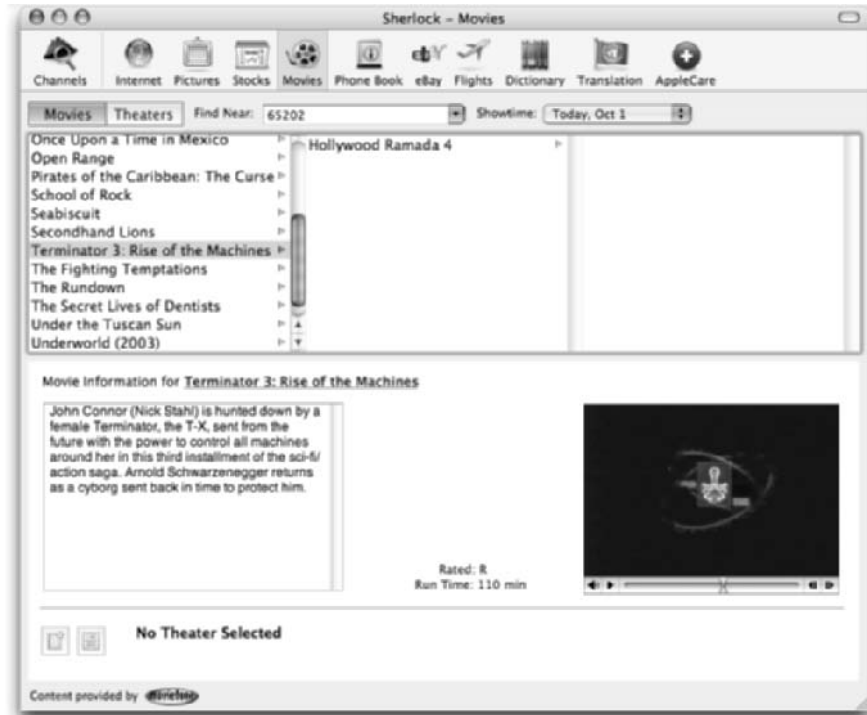 Sherlock – Movies
Channels Internet Pictures Stocks Movies Phone Book eBay Flights Dictionary Translation AppleCare
Movies Theaters Find Near: 65202 Showtime: Today, Oct 1
Once Upon a Time in Mexico
Hollywood Ramada 4
Open Range
Pirates of the Caribbean: The Curse
School of Rock
Seabiscuit
Secondhand Lions
Terminator 3: Rise of the Machines
The Fighting Temptations
The Rundown
The Secret Lives of Dentists
Under the Tuscan Sun
Underworld (2003)
Movie Information for Terminator 3: Rise of the Machines
John Connor (Nick Stahl) is hunted down by a
female Terminator, the T-X, sent from the
future with the power to control all machines
around her in this third installment of the sci-fi/
action saga. Arnold Schwarzenegger returns
as a cyborg sent back in time to protect him.
Rated: R
Run Time: 110 min
No Theater Selected
Content provided by